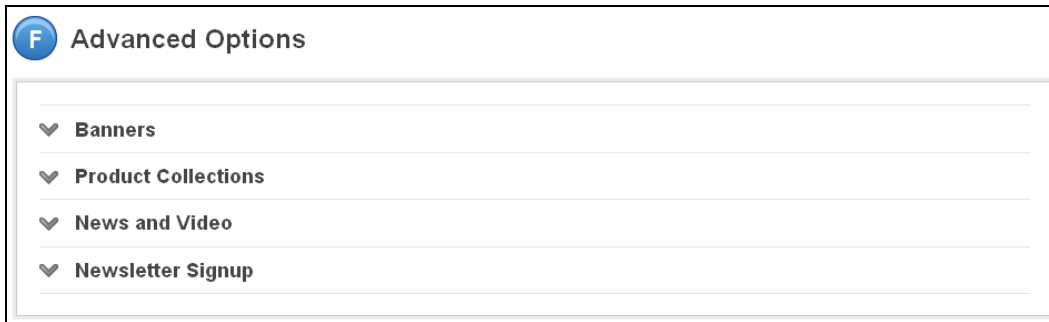 F Advanced Options
Banners
Product Collections
News and Video
Newsletter Signup